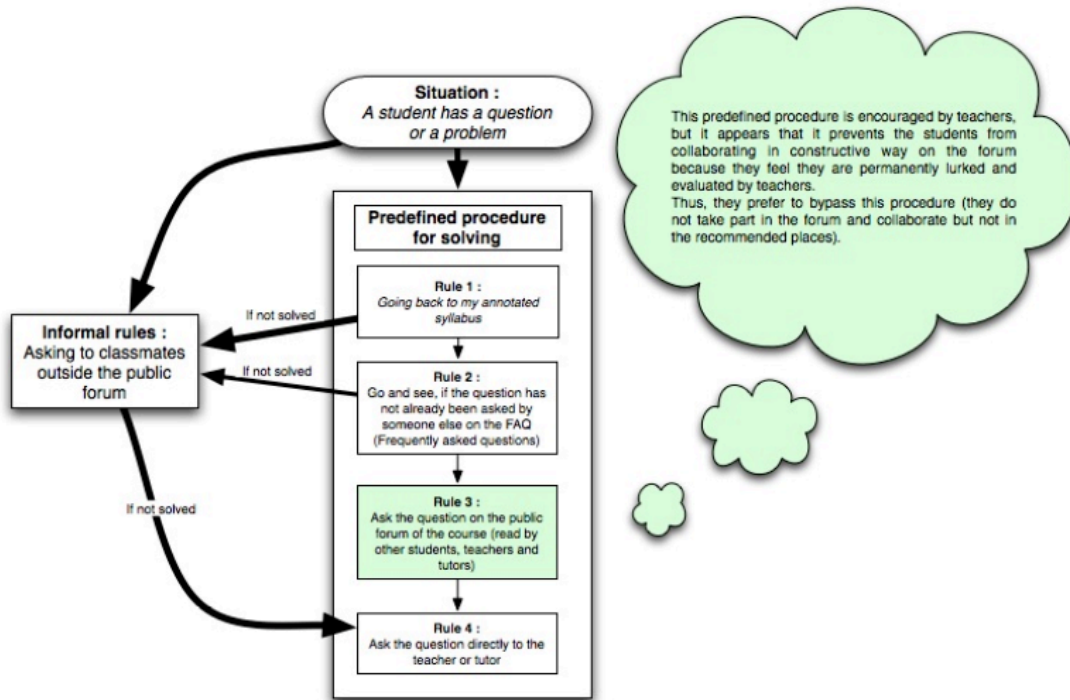 Situation :
A student has a question
or a problem
This predefined procedure is encouraged by teachers,
but it appears that it prevents the students from
collaborating in constructive way on the forum
because they feel they are permanently lurked and
evaluated by teachers.
Thus, they prefer to bypass this procedure (they do
not take part in the forum and collaborate but not in
the recommended places).
Predefined procedure
for solving
Rule 1 :
Going back to my annotated
syllabus
If not solved
Informal rules :
Asking to classmates
outside the public
forum
If not solved
Rule 2 :
Go and see, if the question has
not already been asked by
someone else on the FAQ
(Frequently asked questions)
If not solved
Rule 3 :
Ask the question on the public
forum of the course (read by
other students, teachers and
tutors)
Rule 4 :
Ask the question directly to the
teacher or tutor